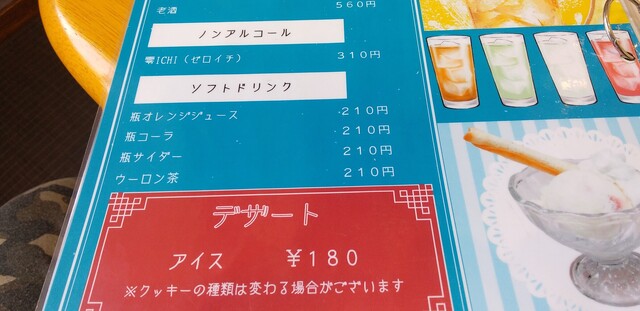 老酒 560円
ノンアルコール
零ICHI（ゼロイチ） 310円
ソフトドリンク
瓶オレンジジュース 210円
瓶コーラ 210円
瓶サイダー 210円
ウーロン茶 210円
デザート
アイス ￥180
※クッキーの種類は変わる場合がございます